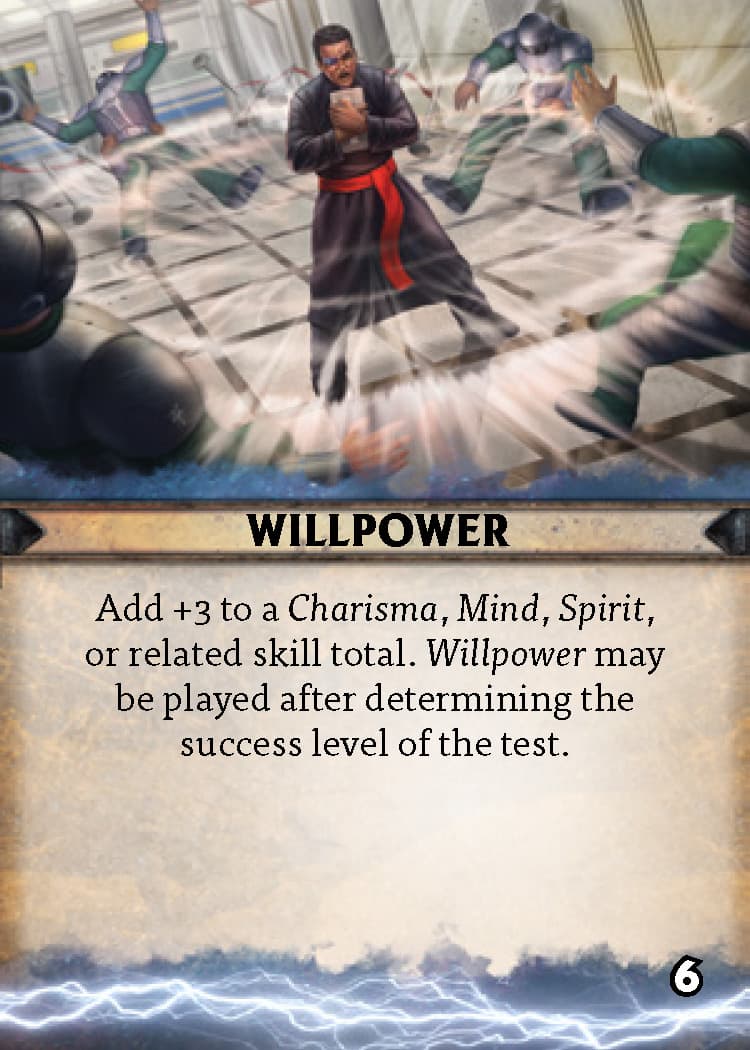 WILLPOWER
Add +3 to a Charisma, Mind, Spirit,
or related skill total. Willpower may
be played after determining the
success level of the test.
6